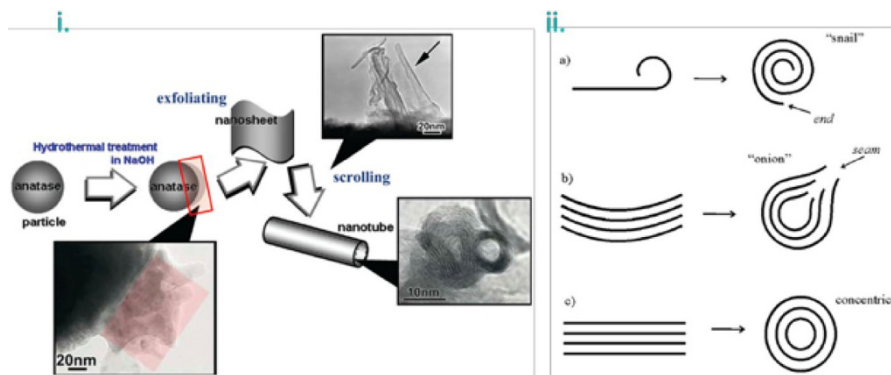 i.
exfoliating
nanosheet
Hydrothermal treatment
in NaOH
anatase
particle
anatase
scrolling
nanotube
20nm
10nm
20nm
ii.
a)
"snail"
end
b)
"onion"
seam
c)
concentric